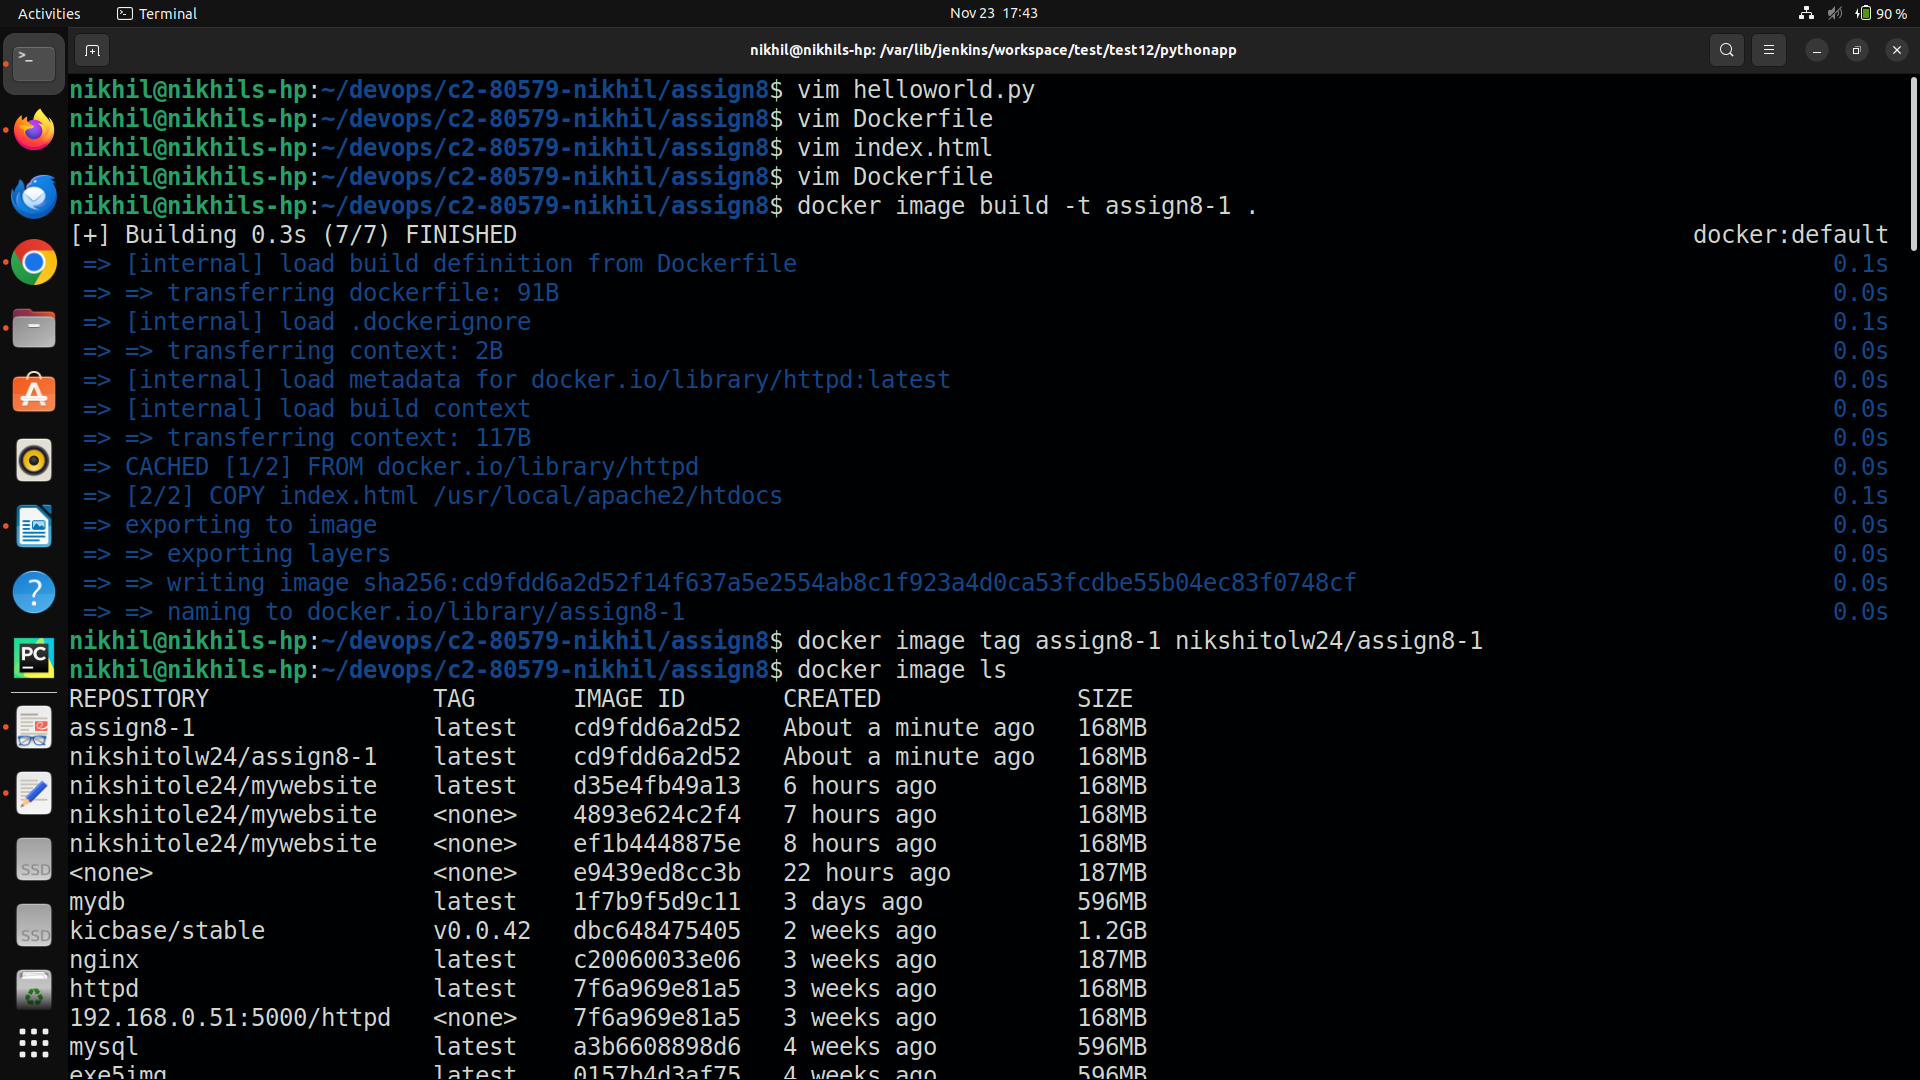 Activities Terminal Nov 23 17:43 90 %
nikhil@nikhils-hp: /var/lib/jenkins/workspace/test/test12/pythonapp
nikhil@nikhils-hp:~/devops/c2-80579-nikhil/assign8$ vim helloworld.py
nikhil@nikhils-hp:~/devops/c2-80579-nikhil/assign8$ vim Dockerfile
nikhil@nikhils-hp:~/devops/c2-80579-nikhil/assign8$ vim index.html
nikhil@nikhils-hp:~/devops/c2-80579-nikhil/assign8$ vim Dockerfile
nikhil@nikhils-hp:~/devops/c2-80579-nikhil/assign8$ docker image build -t assign8-1 .
[+] Building 0.3s (7/7) FINISHED docker:default
=> [internal] load build definition from Dockerfile 0.1s
=> => transferring dockerfile: 91B 0.0s
=> [internal] load .dockerignore 0.1s
=> => transferring context: 2B 0.0s
=> [internal] load metadata for docker.io/library/httpd:latest 0.0s
=> [internal] load build context 0.0s
=> => transferring context: 117B 0.0s
=> CACHED [1/2] FROM docker.io/library/httpd 0.0s
=> [2/2] COPY index.html /usr/local/apache2/htdocs 0.1s
=> exporting to image 0.0s
=> => exporting layers 0.0s
=> => writing image sha256:cd9fdd6a2d52f14f637a5e2554ab8c1f923a4d0ca53fcdbe55b04ec83f0748cf 0.0s
=> => naming to docker.io/library/assign8-1 0.0s
nikhil@nikhils-hp:~/devops/c2-80579-nikhil/assign8$ docker image tag assign8-1 nikshitolw24/assign8-1
nikhil@nikhils-hp:~/devops/c2-80579-nikhil/assign8$ docker image ls
REPOSITORY TAG IMAGE ID CREATED SIZE
assign8-1 latest cd9fdd6a2d52 About a minute ago 168MB
nikshitolw24/assign8-1 latest cd9fdd6a2d52 About a minute ago 168MB
nikshitole24/mywebsite latest d35e4fb49a13 6 hours ago 168MB
nikshitole24/mywebsite <none> 4893e624c2f4 7 hours ago 168MB
nikshitole24/mywebsite <none> ef1b4448875e 8 hours ago 168MB
<none> <none> e9439ed8cc3b 22 hours ago 187MB
mydb latest 1f7b9f5d9c11 3 days ago 596MB
kicbase/stable v0.0.42 dbc648475405 2 weeks ago 1.2GB
nginx latest c20060033e06 3 weeks ago 187MB
httpd latest 7f6a969e81a5 3 weeks ago 168MB
192.168.0.51:5000/httpd <none> 7f6a969e81a5 3 weeks ago 168MB
mysql latest a3b6608898d6 4 weeks ago 596MB
exe5img latest 0157b4d3af75 4 weeks ago 596MB
PC
SSD
SSD